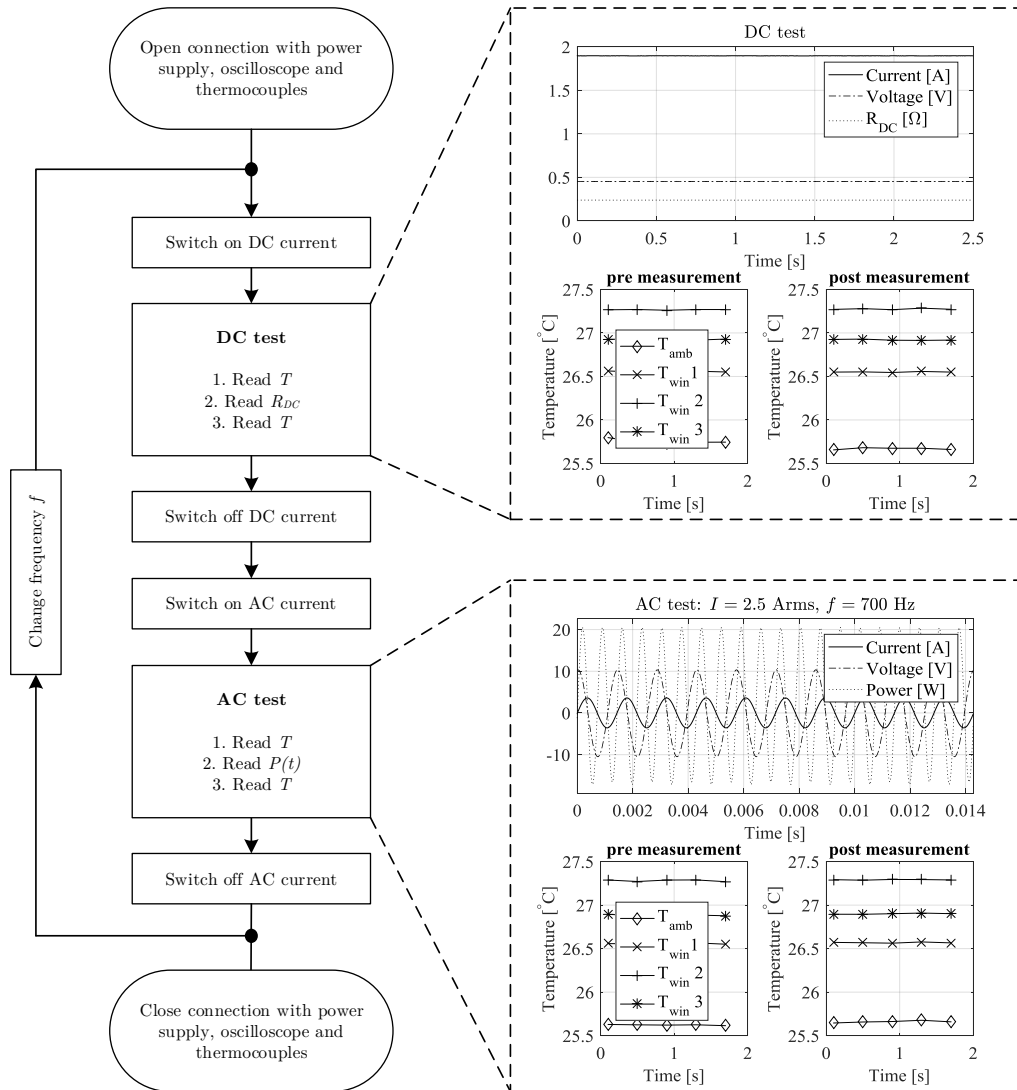 Open connection with power
supply, oscilloscope and
thermocouples
Switch on DC current
DC test
1. Read T
2. Read R_DC
3. Read T
Switch off DC current
Switch on AC current
AC test
1. Read T
2. Read P(t)
3. Read T
Switch off AC current
Close connection with power
supply, oscilloscope and
thermocouples
Change frequency f
DC test
2
1.5
1
0.5
0
Current [A]
Voltage [V]
R_DC [Ω]
0 0.5 1 1.5 2 2.5
Time [s]
pre measurement
27.5
27
26.5
26
25.5
Temperature [°C]
T_amb
T_win 1
T_win 2
T_win 3
0 1 2
Time [s]
post measurement
27.5
27
26.5
26
25.5
Temperature [°C]
0 1 2
Time [s]
AC test: I = 2.5 Arms, f = 700 Hz
20
10
0
-10
Current [A]
Voltage [V]
Power [W]
0 0.002 0.004 0.006 0.008 0.01 0.012 0.014
Time [s]
pre measurement
27.5
27
26.5
26
25.5
Temperature [°C]
T_amb
T_win 1
T_win 2
T_win 3
0 1 2
Time [s]
post measurement
27.5
27
26.5
26
25.5
Temperature [°C]
0 1 2
Time [s]